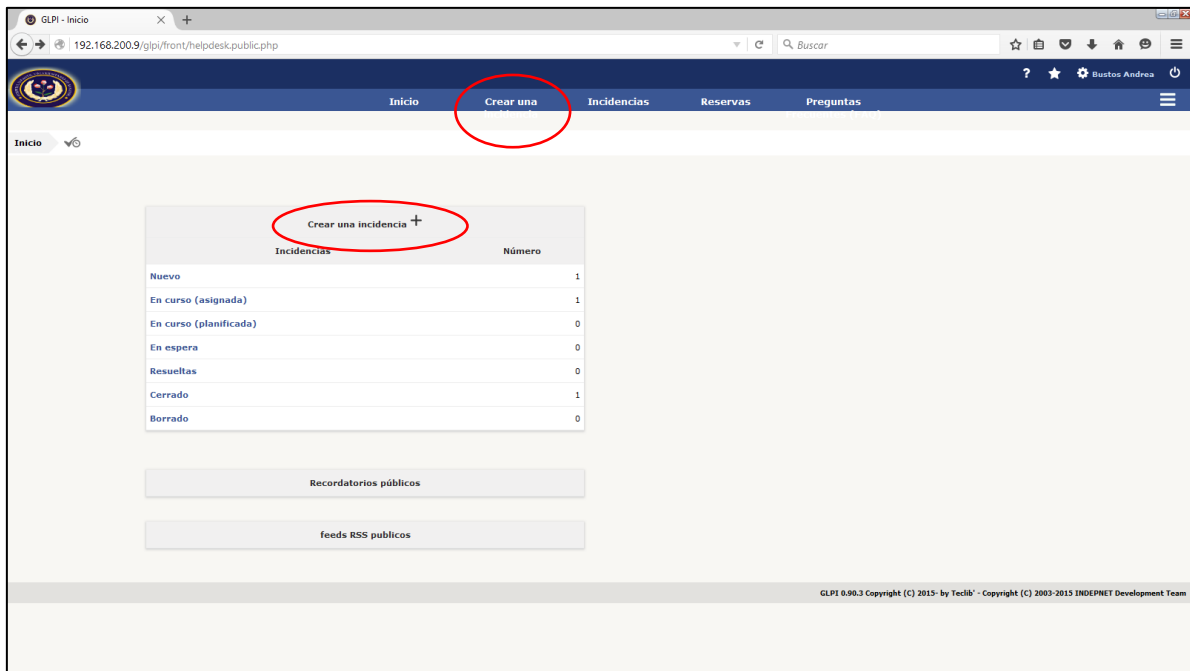 GLPI - Inicio
192.168.200.9/glpi/front/helpdesk.public.php
Buscar
? Bustos Andrea
Inicio Crear una incidencia Incidencias Reservas Preguntas
Inicio
Crear una incidencia +
Incidencias Número
Nuevo 1
En curso (asignada) 1
En curso (planificada) 0
En espera 0
Resueltas 0
Cerrado 1
Borrado 0
Recordatorios públicos
feeds RSS publicos
GLPI 0.90.3 Copyright (C) 2015- by Teclib' - Copyright (C) 2003-2015 INDEPNET Development Team